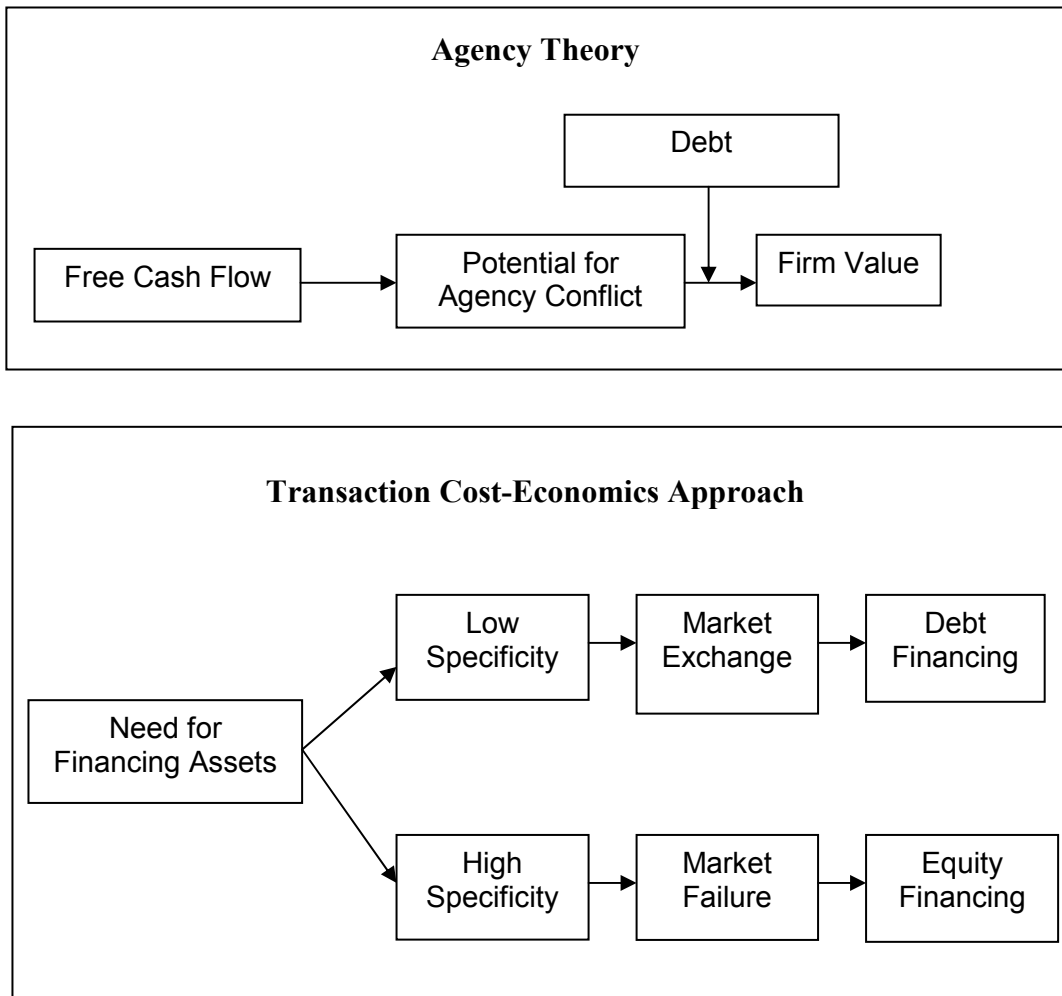 Agency Theory
Debt
Free Cash Flow
Potential for
Agency Conflict
Firm Value
Transaction Cost-Economics Approach
Need for
Financing Assets
Low
Specificity
Market
Exchange
Debt
Financing
High
Specificity
Market
Failure
Equity
Financing